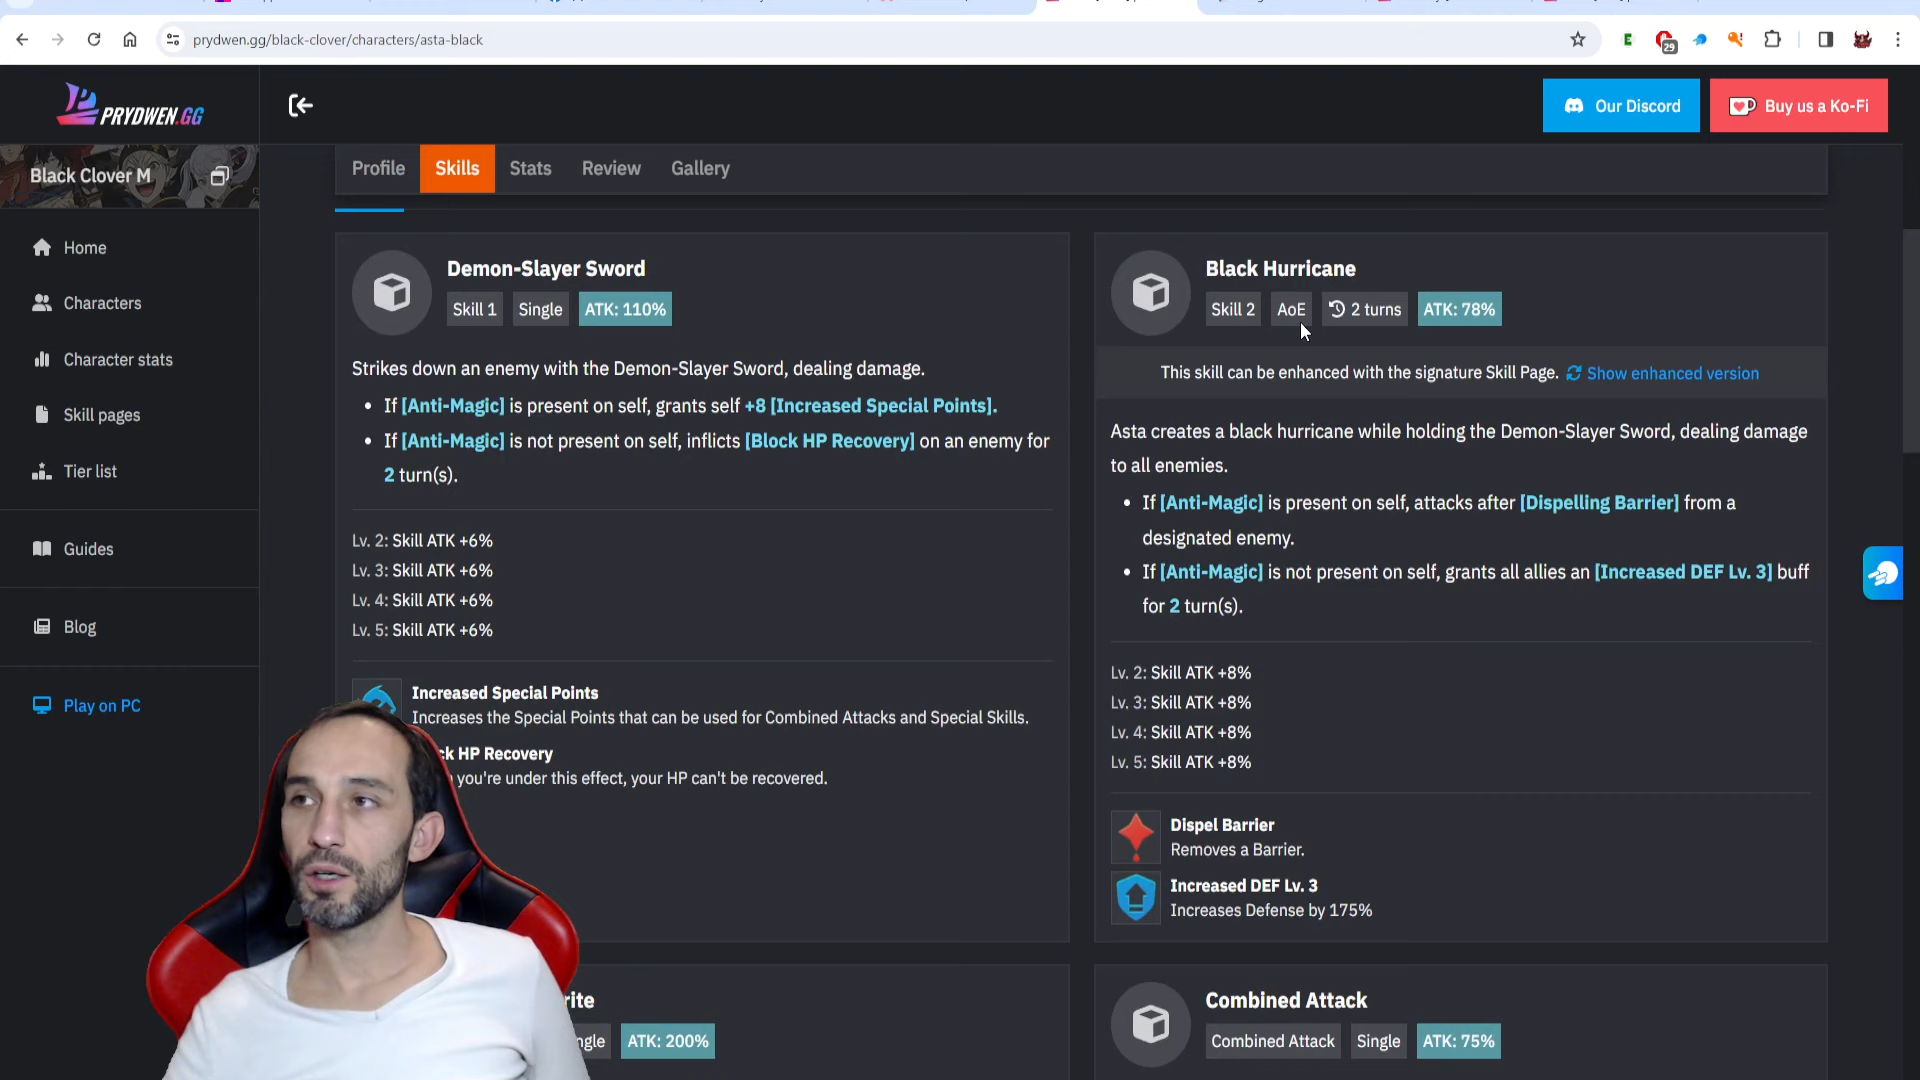 prydwen.gg/black-clover/characters/asta-black
29
PRYDWEN.GG
Our Discord
Buy us a Ko-Fi
Black Clover M
Profile
Skills
Stats
Review
Gallery
Home
Characters
Character stats
Skill pages
Tier list
Guides
Blog
Play on PC
Demon-Slayer Sword
Skill 1
Single
ATK: 110%
Strikes down an enemy with the Demon-Slayer Sword, dealing damage.
• If [Anti-Magic] is present on self, grants self +8 [Increased Special Points].
• If [Anti-Magic] is not present on self, inflicts [Block HP Recovery] on an enemy for
2 turn(s).
Lv. 2: Skill ATK +6%
Lv. 3: Skill ATK +6%
Lv. 4: Skill ATK +6%
Lv. 5: Skill ATK +6%
Increased Special Points
Increases the Special Points that can be used for Combined Attacks and Special Skills.
ck HP Recovery
you're under this effect, your HP can't be recovered.
Black Hurricane
Skill 2
AoE
2 turns
ATK: 78%
This skill can be enhanced with the signature Skill Page. Show enhanced version
Asta creates a black hurricane while holding the Demon-Slayer Sword, dealing damage
to all enemies.
• If [Anti-Magic] is present on self, attacks after [Dispelling Barrier] from a
designated enemy.
• If [Anti-Magic] is not present on self, grants all allies an [Increased DEF Lv. 3] buff
for 2 turn(s).
Lv. 2: Skill ATK +8%
Lv. 3: Skill ATK +8%
Lv. 4: Skill ATK +8%
Lv. 5: Skill ATK +8%
Dispel Barrier
Removes a Barrier.
Increased DEF Lv. 3
Increases Defense by 175%
rite
ngle
ATK: 200%
Combined Attack
Combined Attack
Single
ATK: 75%